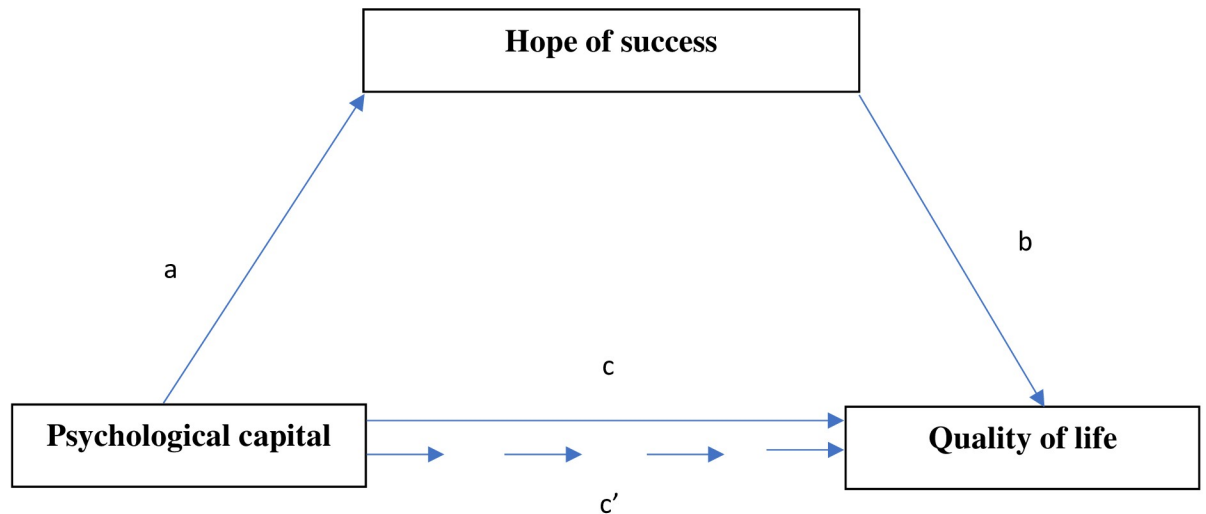 Hope of success
a
b
c
Psychological capital
Quality of life
c’